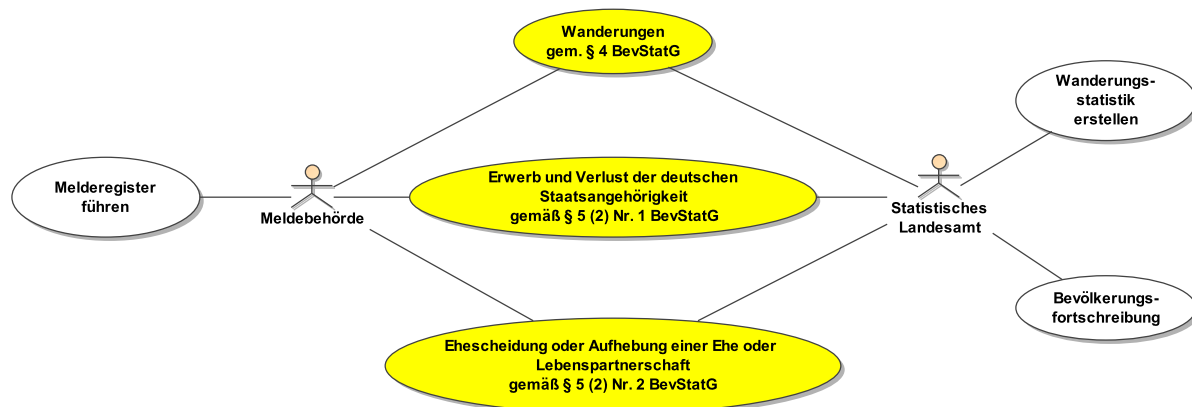 Wanderungen
gem. § 4 BevStatG
Wanderungs-
statistik
erstellen
Melderegister
führen
Meldebehörde
Erwerb und Verlust der deutschen
Staatsangehörigkeit
gemäß § 5 (2) Nr. 1 BevStatG
Statistisches
Landesamt
Bevölkerungs-
fortschreibung
Ehescheidung oder Aufhebung einer Ehe oder
Lebenspartnerschaft
gemäß § 5 (2) Nr. 2 BevStatG